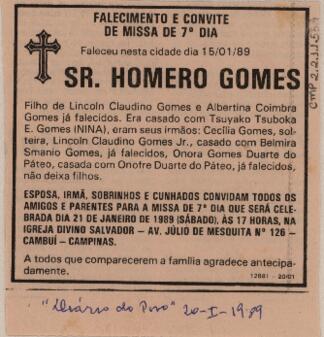 FALECIMENTO E CONVITE
DE MISSA DE 7º DIA
Faleceu nesta cidade dia 15/01/89
SR. HOMERO GOMES
Filho de Lincoln Claudino Gomes e Albertina Coimbra
Gomes já falecidos. Era casado com Tsuyako Tsuboka
E. Gomes (NINA), eram seus irmãos: Cecília Gomes, sol-
teira, Lincoln Claudino Gomes Jr., casado com Belmira
Smanio Gomes, já falecidos, Onora Gomes Duarte do
Páteo, casada com Onofre Duarte do Páteo, já falecidos,
não deixa filhos.
ESPOSA, IRMÃ, SOBRINHOS E CUNHADOS CONVIDAM TODOS OS
AMIGOS E PARENTES PARA A MISSA DE 7º DIA QUE SERÁ CELE-
BRADA DIA 21 DE JANEIRO DE 1989 (SÁBADO), ÀS 17 HORAS, NA
IGREJA DIVINO SALVADOR – AV. JÚLIO DE MESQUITA Nº 126 –
CAMBUÍ – CAMPINAS.
A todos que comparecerem a família agradece antecipa-
damente.
12681 - 20/01
"Diário do Povo" 20-I-1989